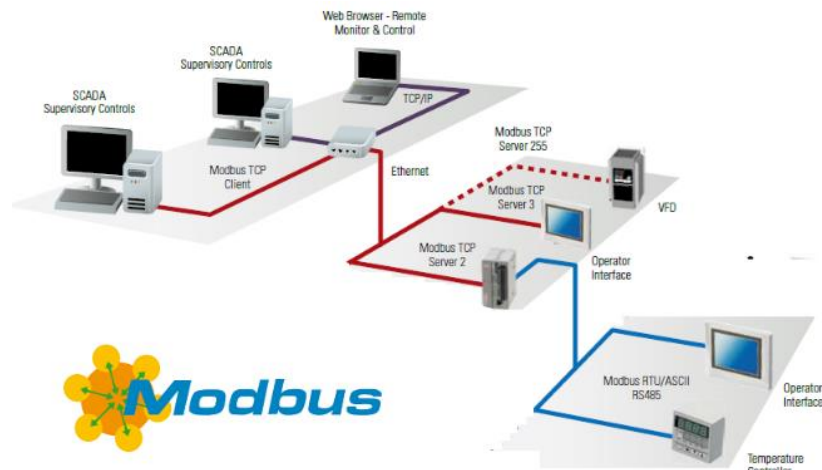 Web Browser - Remote
Monitor & Control
SCADA
Supervisory Controls
SCADA
Supervisory Controls
TCP/IP
Modbus TCP
Client
Ethernet
Modbus TCP
Server 255
VFD
Modbus TCP
Server 3
Modbus TCP
Server 2
Operator
Interface
Modbus RTU/ASCII
RS485
Operator
Interface
Temperature
Modbus